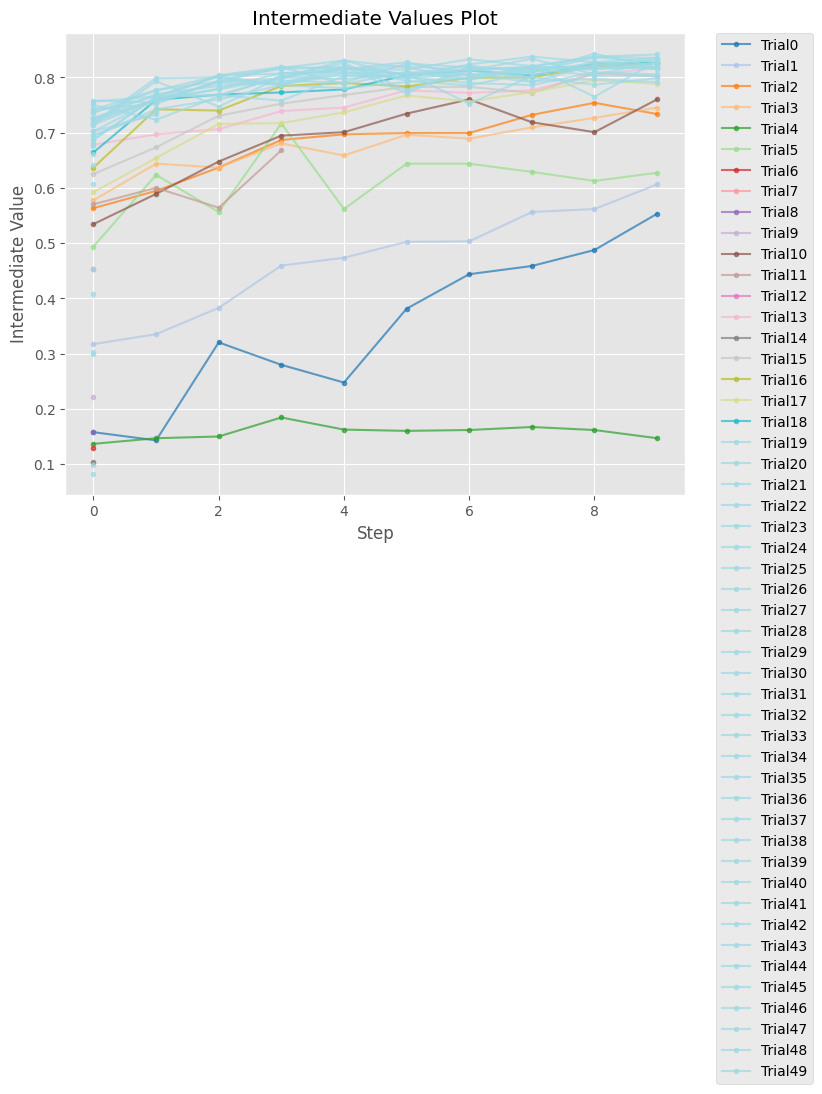 Intermediate Values Plot
Intermediate Value
0.8
0.7
0.6
0.5
0.4
0.3
0.2
0.1
0 2 4 6 8
Step
Trial0
Trial1
Trial2
Trial3
Trial4
Trial5
Trial6
Trial7
Trial8
Trial9
Trial10
Trial11
Trial12
Trial13
Trial14
Trial15
Trial16
Trial17
Trial18
Trial19
Trial20
Trial21
Trial22
Trial23
Trial24
Trial25
Trial26
Trial27
Trial28
Trial29
Trial30
Trial31
Trial32
Trial33
Trial34
Trial35
Trial36
Trial37
Trial38
Trial39
Trial40
Trial41
Trial42
Trial43
Trial44
Trial45
Trial46
Trial47
Trial48
Trial49